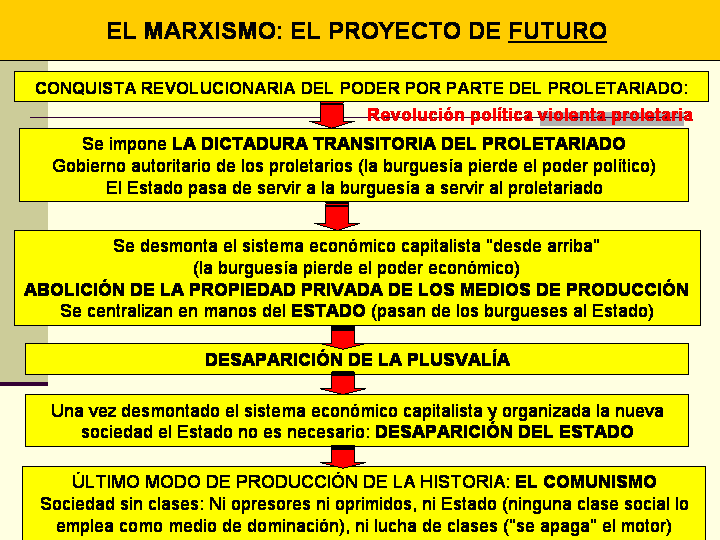 EL MARXISMO: EL PROYECTO DE FUTURO
CONQUISTA REVOLUCIONARIA DEL PODER POR PARTE DEL PROLETARIADO:
Revolución política violenta proletaria
Se impone LA DICTADURA TRANSITORIA DEL PROLETARIADO
Gobierno autoritario de los proletarios (la burguesía pierde el poder político)
El Estado pasa de servir a la burguesía a servir al proletariado
Se desmonta el sistema económico capitalista "desde arriba"
(la burguesía pierde el poder económico)
ABOLICIÓN DE LA PROPIEDAD PRIVADA DE LOS MEDIOS DE PRODUCCIÓN
Se centralizan en manos del ESTADO (pasan de los burgueses al Estado)
DESAPARICIÓN DE LA PLUSVALÍA
Una vez desmontado el sistema económico capitalista y organizada la nueva
sociedad el Estado no es necesario: DESAPARICIÓN DEL ESTADO
ÚLTIMO MODO DE PRODUCCIÓN DE LA HISTORIA: EL COMUNISMO
Sociedad sin clases: Ni opresores ni oprimidos, ni Estado (ninguna clase social lo
emplea como medio de dominación), ni lucha de clases ("se apaga" el motor)